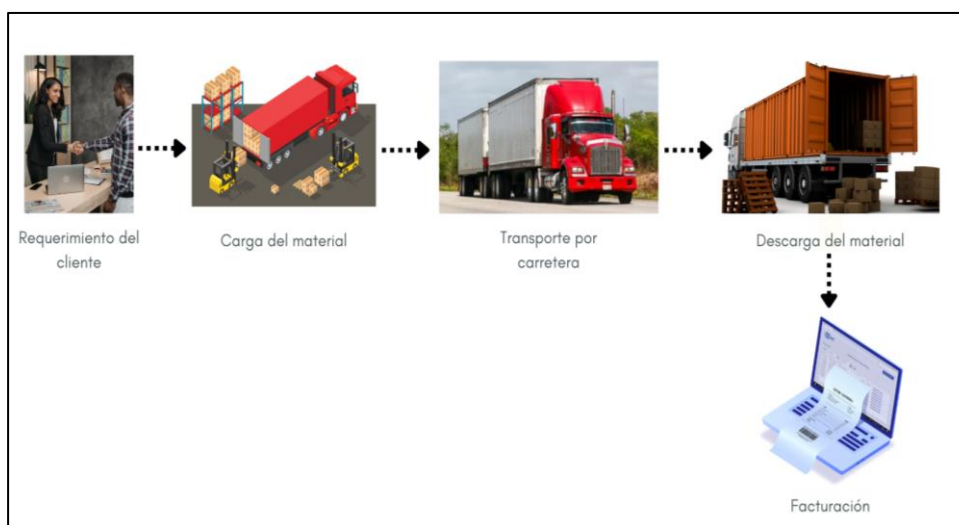 Requerimiento del
cliente
Carga del material
Transporte por
carretera
Descarga del material
Facturación